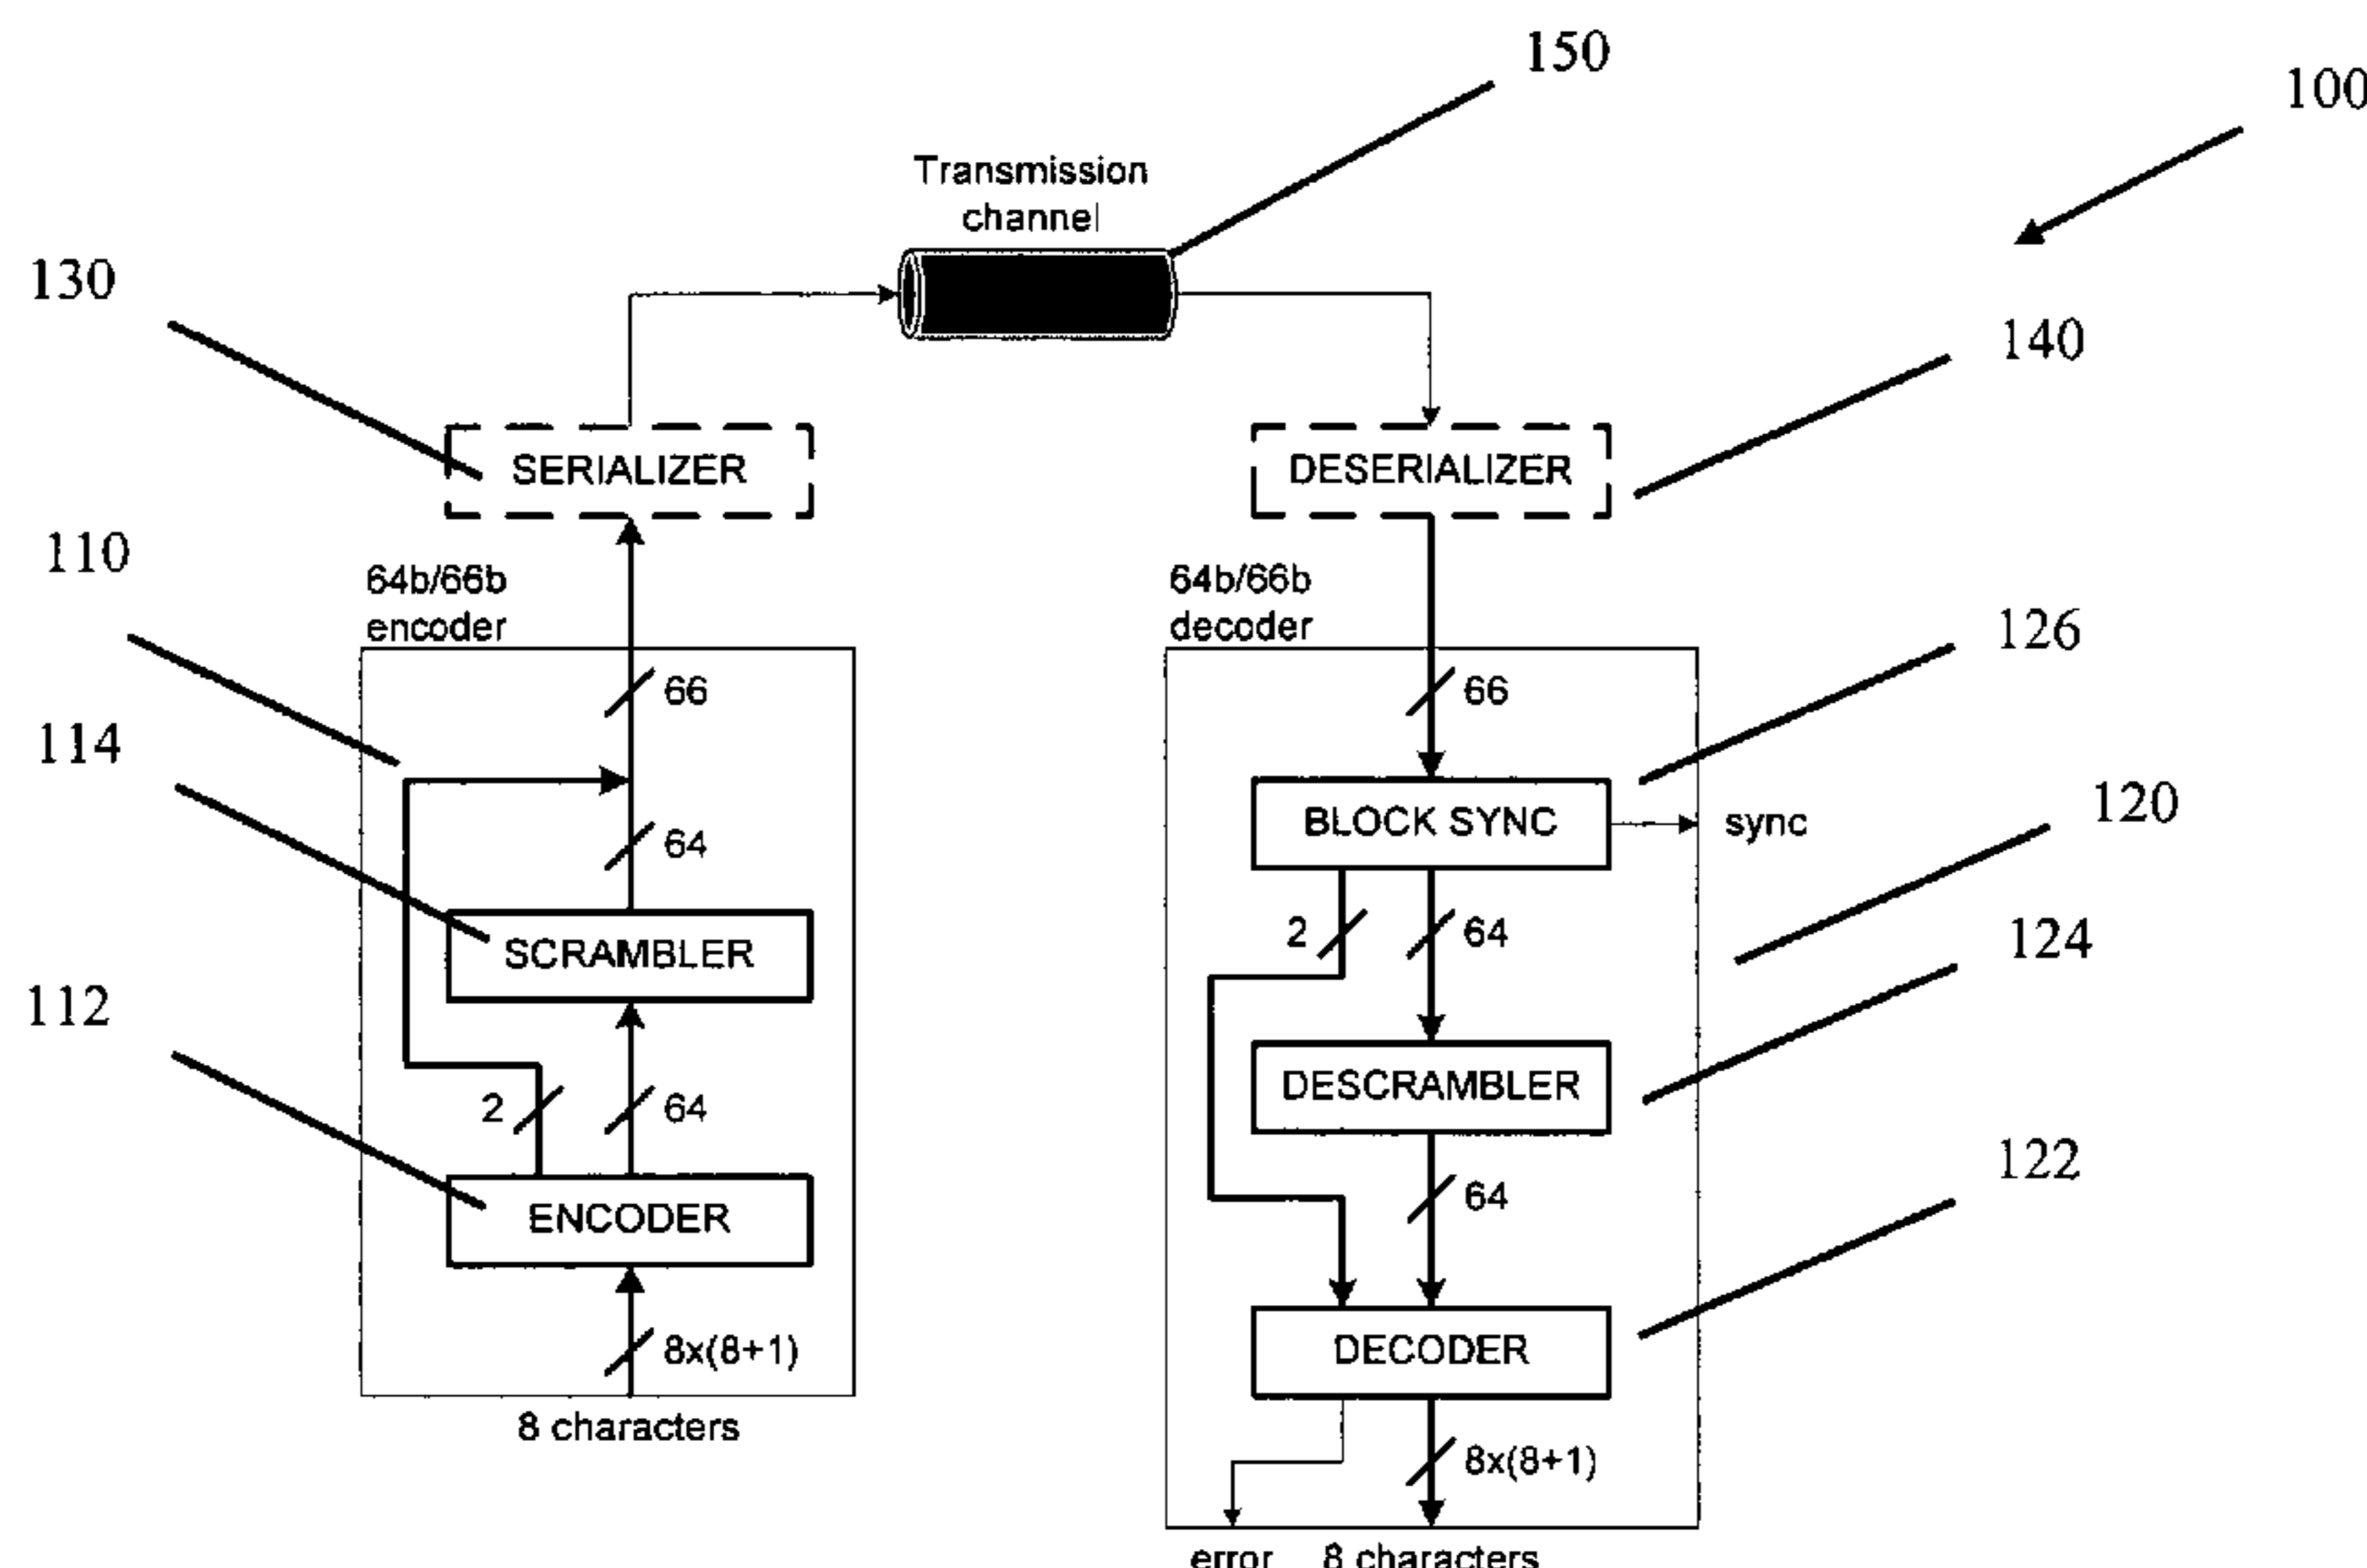 150
100
Transmission
channel
130
140
SERIALIZER
DESERIALIZER
110
64b/66b
encoder
64b/66b
decoder
126
66
66
114
120
64
BLOCK SYNC
sync
2
64
124
SCRAMBLER
112
DESCRAMBLER
2
64
122
64
ENCODER
8x(8+1)
DECODER
8 characters
8x(8+1)
error
8 characters